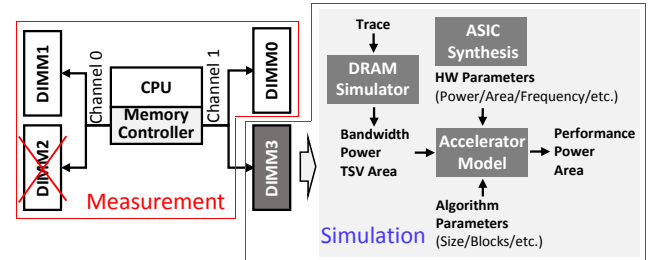 DIMM1
Channel 0
CPU
Memory
Controller
Channel 1
DIMM0
DIMM2
DIMM3
Measurement
Trace
DRAM
Simulator
Bandwidth
Power
TSV Area
ASIC
Synthesis
HW Parameters
(Power/Area/Frequency/etc.)
Accelerator
Model
Performance
Power
Area
Algorithm
Parameters
(Size/Blocks/etc.)
Simulation